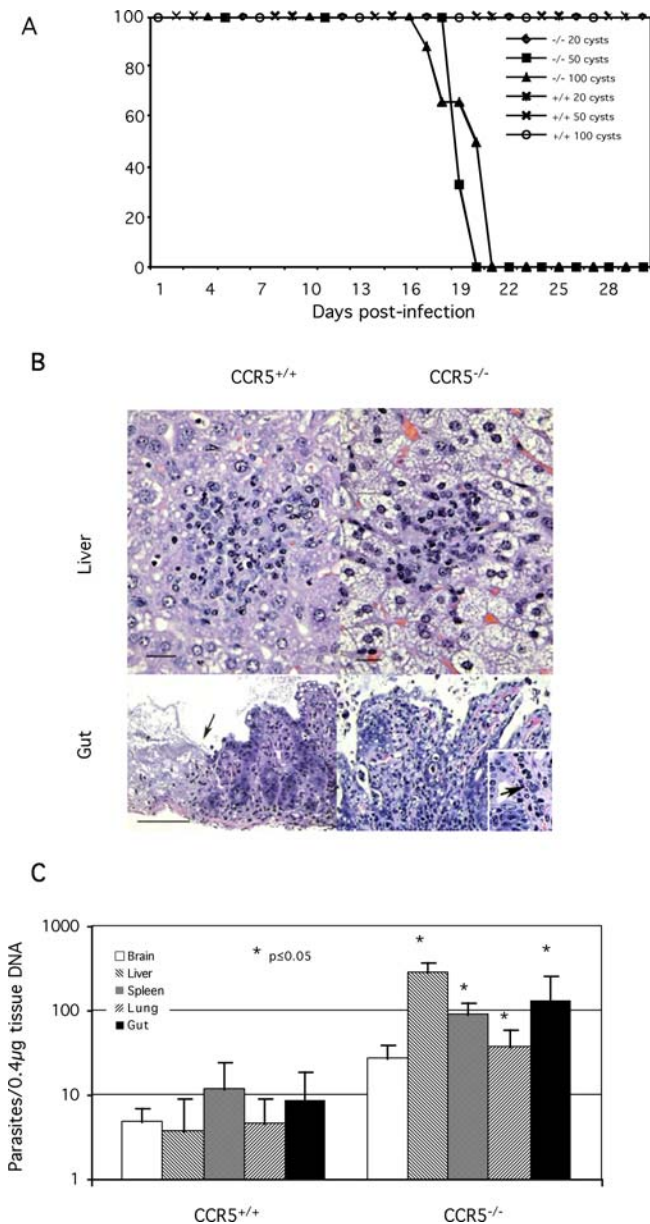 A
100
80
60
40
20
0
-/- 20 cysts
-/- 50 cysts
-/- 100 cysts
+/+ 20 cysts
+/+ 50 cysts
+/+ 100 cysts
1 4 7 10 13 16 19 22 25 28
Days post-infection
B
CCR5+/+ CCR5-/-
Liver
Gut
C
Parasites/0.4µg tissue DNA
1000
100
10
1
Brain
Liver
Spleen
Lung
Gut
* p≤0.05
* * * *
CCR5+/+ CCR5-/-